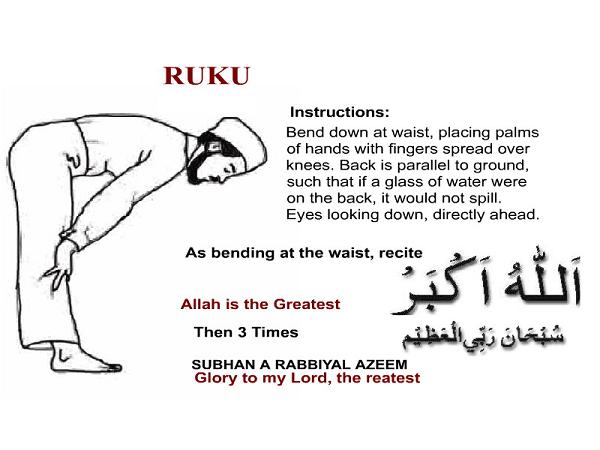 RUKU
Instructions:
Bend down at waist, placing palms
of hands with fingers spread over
knees. Back is parallel to ground,
such that if a glass of water were
on the back, it would not spill.
Eyes looking down, directly ahead.
As bending at the waist, recite
اَللّٰهُ اَكْبَرُ
Allah is the Greatest
Then 3 Times
سُبْحَانَ رَبِّيَ الْعَظِيْم
SUBHAN A RABBIYAL AZEEM
Glory to my Lord, the reatest